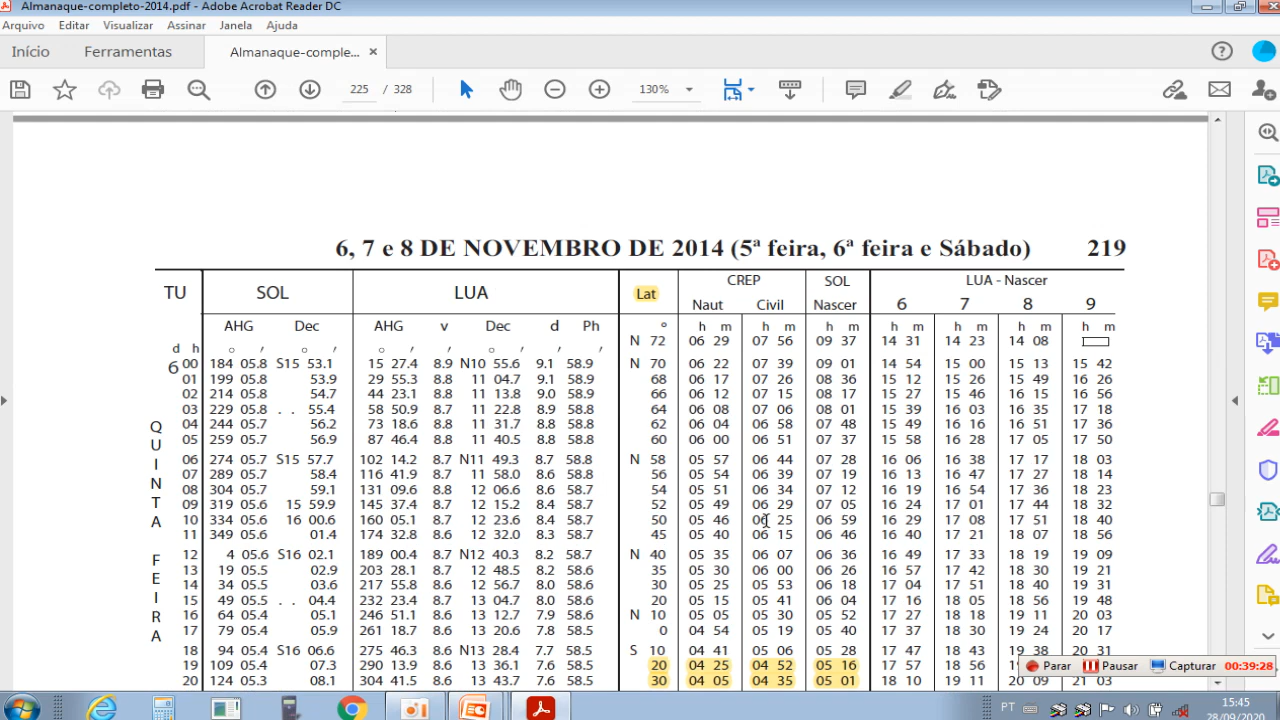 Almanaque-completo-2014.pdf - Adobe Acrobat Reader DC
Arquivo Editar Visualizar Assinar Janela Ajuda
Início Ferramentas Almanaque-comple... ×
225 / 328 130%
6, 7 e 8 DE NOVEMBRO DE 2014 (5ª feira, 6ª feira e Sábado) 219
TU SOL LUA Lat CREP SOL LUA - Nascer
Naut Civil Nascer 6 7 8 9
AHG Dec AHG v Dec d Ph º h m h m h m h m h m h m h m
d h o ′ o ′ o ′ ′ o ′ ′ ′ N 72 06 29 07 56 09 37 14 31 14 23 14 08
6 00 184 05.8 S15 53.1 15 27.4 8.9 N10 55.6 9.1 58.9 N 70 06 22 07 39 09 01 14 54 15 00 15 13 15 42
01 199 05.8 53.9 29 55.3 8.8 11 04.7 9.1 58.9 68 06 17 07 26 08 36 15 12 15 26 15 49 16 26
02 214 05.8 54.7 44 23.1 8.8 11 13.8 9.0 58.9 66 06 12 07 15 08 17 15 27 15 46 16 15 16 56
03 229 05.8 . . 55.4 58 50.9 8.7 11 22.8 8.9 58.8 64 06 08 07 06 08 01 15 39 16 03 16 35 17 18
04 244 05.7 56.2 73 18.6 8.8 11 31.7 8.8 58.8 62 06 04 06 58 07 48 15 49 16 16 16 51 17 36
05 259 05.7 56.9 87 46.4 8.8 11 40.5 8.8 58.8 60 06 00 06 51 07 37 15 58 16 28 17 05 17 50
06 274 05.7 S15 57.7 102 14.2 8.7 N11 49.3 8.7 58.8 N 58 05 57 06 44 07 28 16 06 16 38 17 17 18 03
07 289 05.7 58.4 116 41.9 8.7 11 58.0 8.6 58.8 56 05 54 06 39 07 19 16 13 16 47 17 27 18 14
08 304 05.7 59.1 131 09.6 8.8 12 06.6 8.6 58.7 54 05 51 06 34 07 12 16 19 16 54 17 36 18 23
09 319 05.6 15 59.9 145 37.4 8.7 12 15.2 8.4 58.7 52 05 49 06 29 07 05 16 24 17 01 17 44 18 32
10 334 05.6 16 00.6 160 05.1 8.7 12 23.6 8.4 58.7 50 05 46 06 25 06 59 16 29 17 08 17 51 18 40
11 349 05.6 01.4 174 32.8 8.6 12 32.0 8.3 58.7 45 05 40 06 15 06 46 16 40 17 21 18 07 18 56
12 4 05.6 S16 02.1 189 00.4 8.7 N12 40.3 8.2 58.7 N 40 05 35 06 07 06 36 16 49 17 33 18 19 19 09
13 19 05.5 02.9 203 28.1 8.7 12 48.5 8.2 58.6 35 05 30 06 00 06 26 16 57 17 42 18 30 19 21
14 34 05.5 03.6 217 55.8 8.6 12 56.7 8.0 58.6 30 05 25 05 53 06 18 17 04 17 51 18 40 19 31
15 49 05.5 . . 04.4 232 23.4 8.7 13 04.7 8.0 58.6 20 05 15 05 41 06 04 17 16 18 05 18 56 19 48
16 64 05.4 05.1 246 51.1 8.6 13 12.7 7.9 58.6 N 10 05 05 05 30 05 52 17 27 18 18 19 11 20 03
17 79 05.4 05.9 261 18.7 8.6 13 20.6 7.8 58.5 0 04 54 05 19 05 40 17 37 18 30 19 24 20 17
18 94 05.4 S16 06.6 275 46.3 8.6 N13 28.4 7.7 58.5 S 10 04 41 05 06 05 28
19 109 05.4 07.3 290 13.9 8.6 13 36.1 7.6 58.5 20 04 25 04 52 05 16 17 57 18 56 19
20 124 05.3 08.1 304 41.5 8.6 13 43.7 7.6 58.5 30 04 05 04 35 05 01 18 10 19 11 20 09 21 03
QUINTA
FEIRA
Parar Pausar Capturar 00:39:28
PT 15:45
28/09/2020